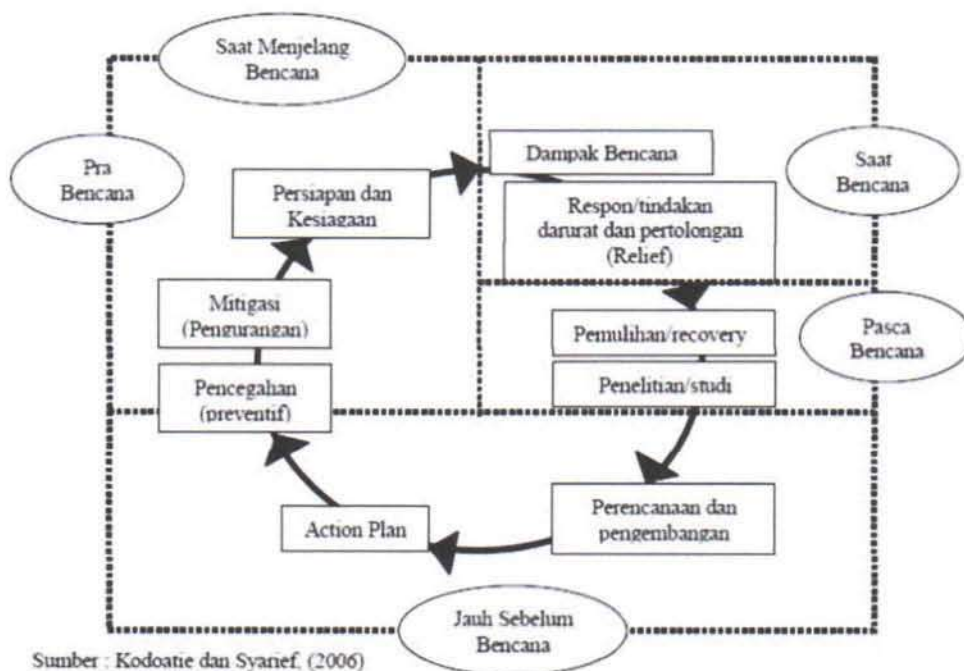 Saat Menjelang
Bencana
Pra
Bencana
Dampak Bencana
Saat
Bencana
Persiapan dan
Kesiagaan
Respon/tindakan
darurat dan pertolongan
(Relief)
Mitigasi
(Pengurangan)
Pemulihan/recovery
Pasca
Bencana
Pencegahan
(preventif)
Penelitian/studi
Action Plan
Perencanaan dan
pengembangan
Jauh Sebelum
Bencana
Sumber : Kodoatie dan Syarief, (2006)